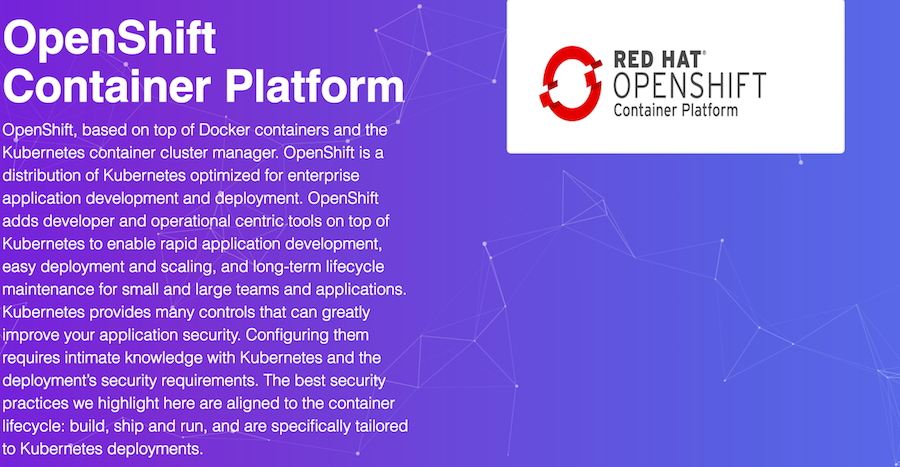 OpenShift
Container Platform
OpenShift, based on top of Docker containers and the
Kubernetes container cluster manager. OpenShift is a
distribution of Kubernetes optimized for enterprise
application development and deployment. OpenShift
adds developer and operational centric tools on top of
Kubernetes to enable rapid application development,
easy deployment and scaling, and long-term lifecycle
maintenance for small and large teams and applications.
Kubernetes provides many controls that can greatly
improve your application security. Configuring them
requires intimate knowledge with Kubernetes and the
deployment’s security requirements. The best security
practices we highlight here are aligned to the container
lifecycle: build, ship and run, and are specifically tailored
to Kubernetes deployments.
RED HAT®
OPENSHIFT
Container Platform